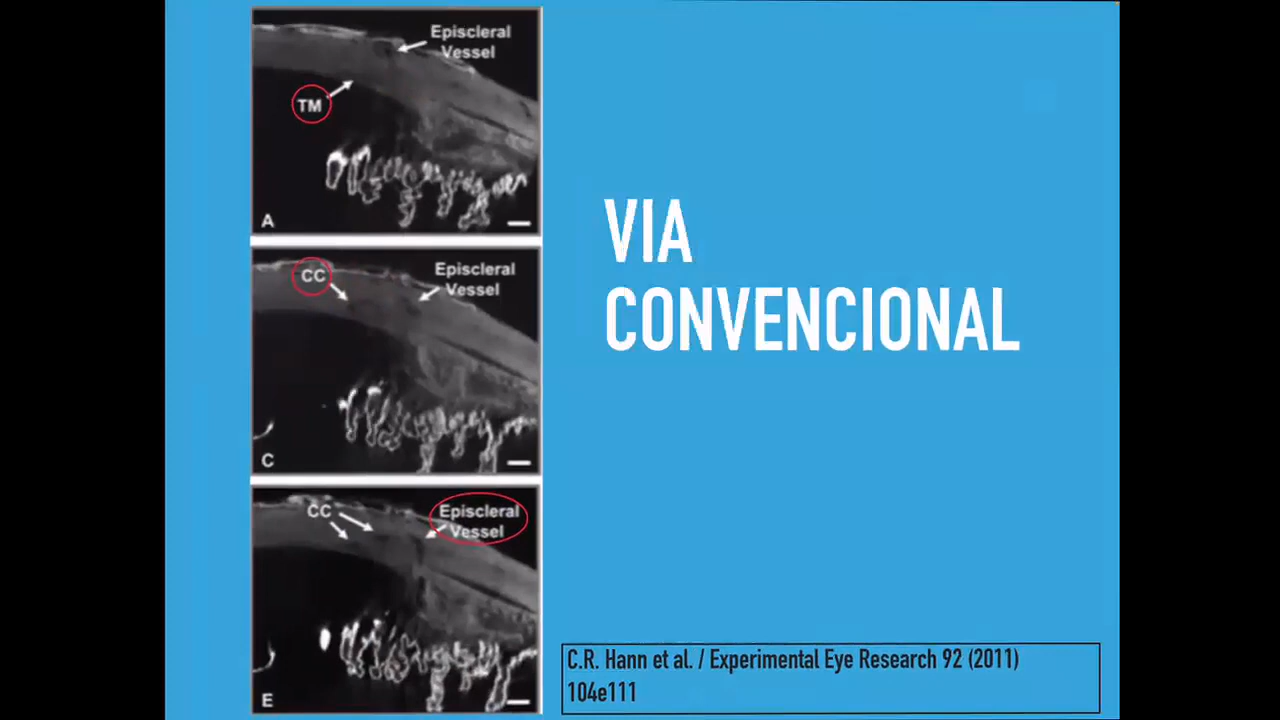 Episcleral
Vessel
TM
A
CC
Episcleral
Vessel
C
CC
Episcleral
Vessel
E
VIA
CONVENCIONAL
C.R. Hann et al. / Experimental Eye Research 92 (2011)
104e111